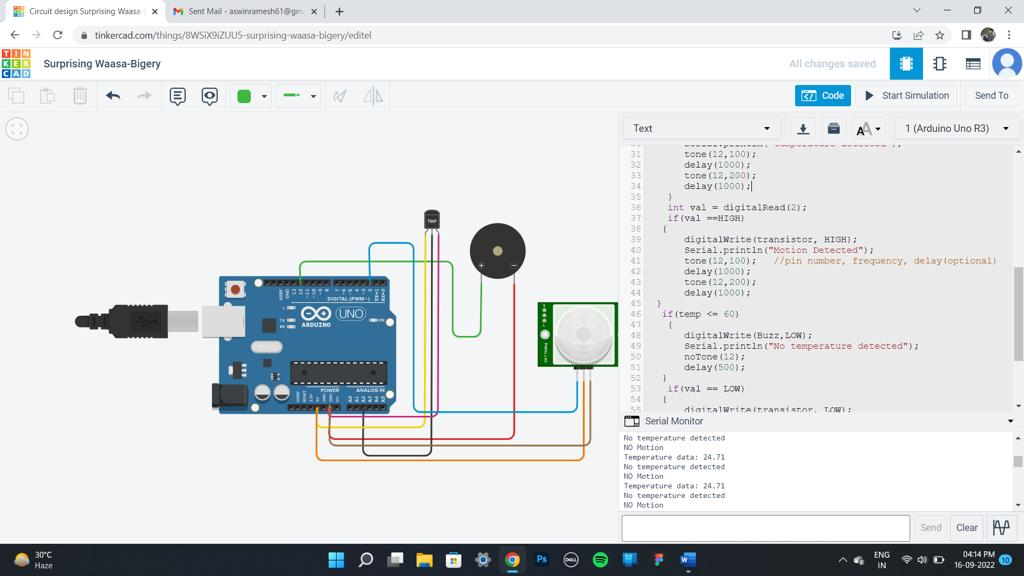 Circuit design Surprising Waasa-
Sent Mail - aswinramesh61@gm
tinkercad.com/things/8WSiX9iZUU5-surprising-waasa-bigery/editel
TIN
KER
CAD
Surprising Waasa-Bigery
All changes saved
Code
Start Simulation
Send To
Text
1 (Arduino Uno R3)
31 tone(12,100);
32 delay(1000);
33 tone(12,200);
34 delay(1000);
35 }
36 int val = digitalRead(2);
37 if(val ==HIGH)
38 {
39 digitalWrite(transistor, HIGH);
40 Serial.println("Motion Detected");
41 tone(12,100); //pin number, frequency, delay(optional)
42 delay(1000);
43 tone(12,200);
44 delay(1000);
45 }
46 if(temp <= 60)
47 {
48 digitalWrite(Buzz,LOW);
49 Serial.println("No temperature detected");
50 noTone(12);
51 delay(500);
52 }
53 if(val == LOW)
54 {
55 digitalWrite(transistor, LOW);
TMP
DIGITAL (PWM~)
UNO
ARDUINO
POWER
ANALOG IN
Serial Monitor
No temperature detected
NO Motion
Temperature data: 24.71
No temperature detected
NO Motion
Temperature data: 24.71
No temperature detected
NO Motion
Send
Clear
30°C
Haze
Ps
DELL
W
ENG
IN
04:14 PM
16-09-2022
10